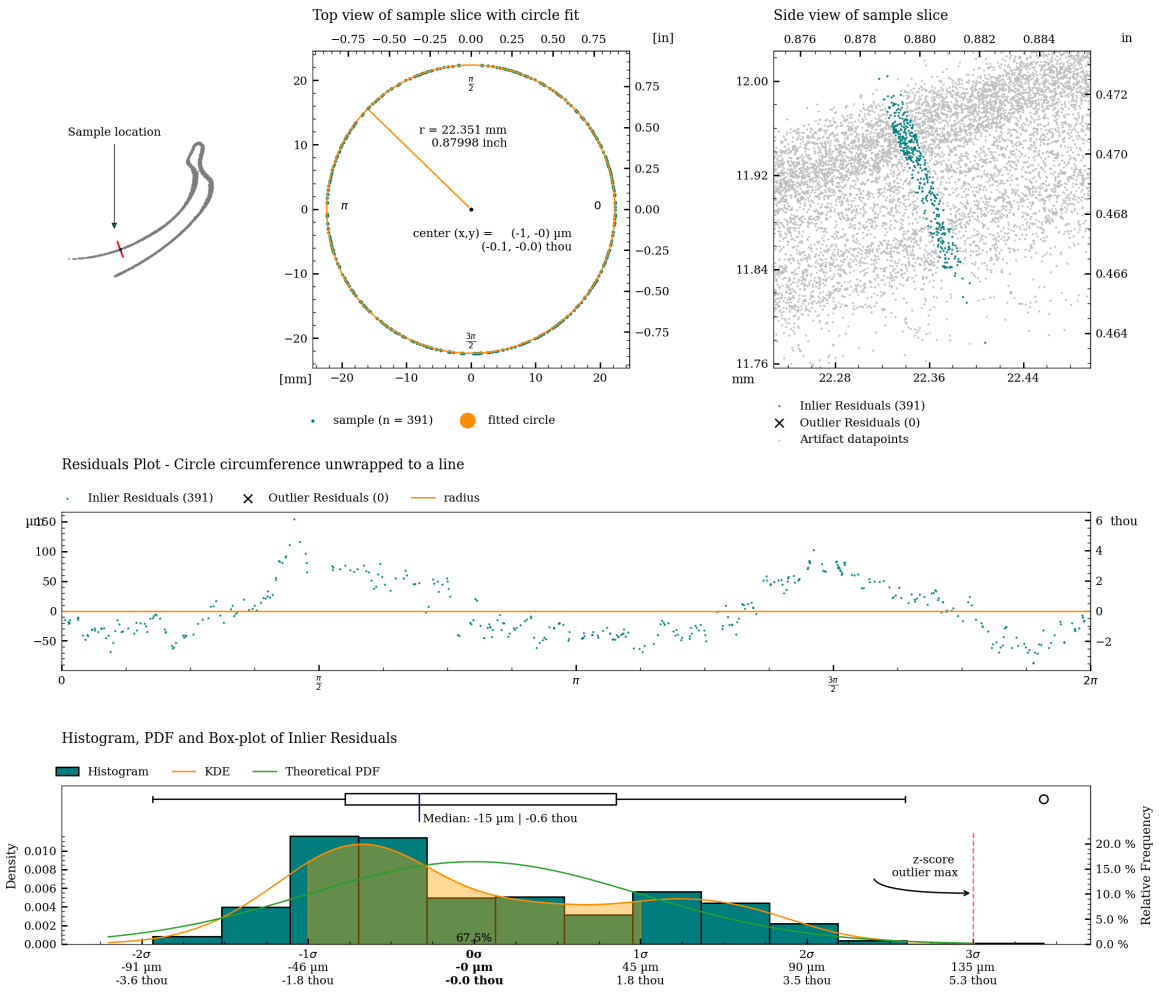 Top view of sample slice with circle fit
−0.75 −0.50 −0.25 0.00 0.25 0.50 0.75 [in]
Sample location
20
10
0
−10
−20
π/2
r = 22.351 mm
0.87998 inch
π
0
center (x,y) = (-1, -0) µm
(-0.1, -0.0) thou
3π/2
0.75
0.50
0.25
0.00
−0.25
−0.50
−0.75
[mm] −20 −10 0 10 20
sample (n = 391) fitted circle
Side view of sample slice
0.876 0.878 0.880 0.882 0.884 in
12.00
11.92
11.84
11.76
0.472
0.470
0.468
0.466
0.464
mm 22.28 22.36 22.44
Inlier Residuals (391)
Outlier Residuals (0)
Artifact datapoints
Residuals Plot - Circle circumference unwrapped to a line
Inlier Residuals (391) Outlier Residuals (0) radius
µm
150
100
50
0
−50
6 thou
4
2
0
−2
0 π/2 π 3π/2 2π
Histogram, PDF and Box-plot of Inlier Residuals
Histogram KDE Theoretical PDF
Median: -15 µm | -0.6 thou
Density
0.010
0.008
0.006
0.004
0.002
0.000
z-score
outlier max
67.5%
Relative Frequency
20.0 %
15.0 %
10.0 %
5.0 %
0.0 %
-2σ -1σ 0σ 1σ 2σ 3σ
-91 µm -46 µm -0 µm 45 µm 90 µm 135 µm
-3.6 thou -1.8 thou -0.0 thou 1.8 thou 3.5 thou 5.3 thou